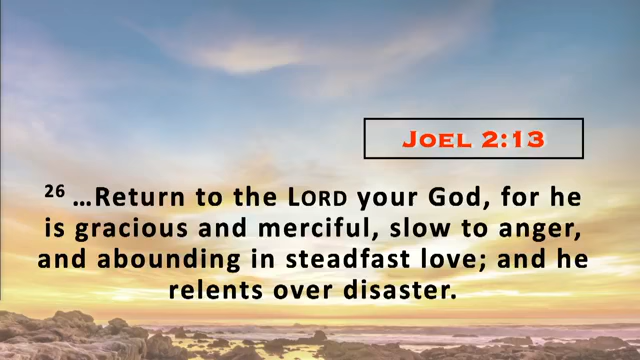 JOEL 2:13
26 …Return to the LORD your God, for he
is gracious and merciful, slow to anger,
and abounding in steadfast love; and he
relents over disaster.